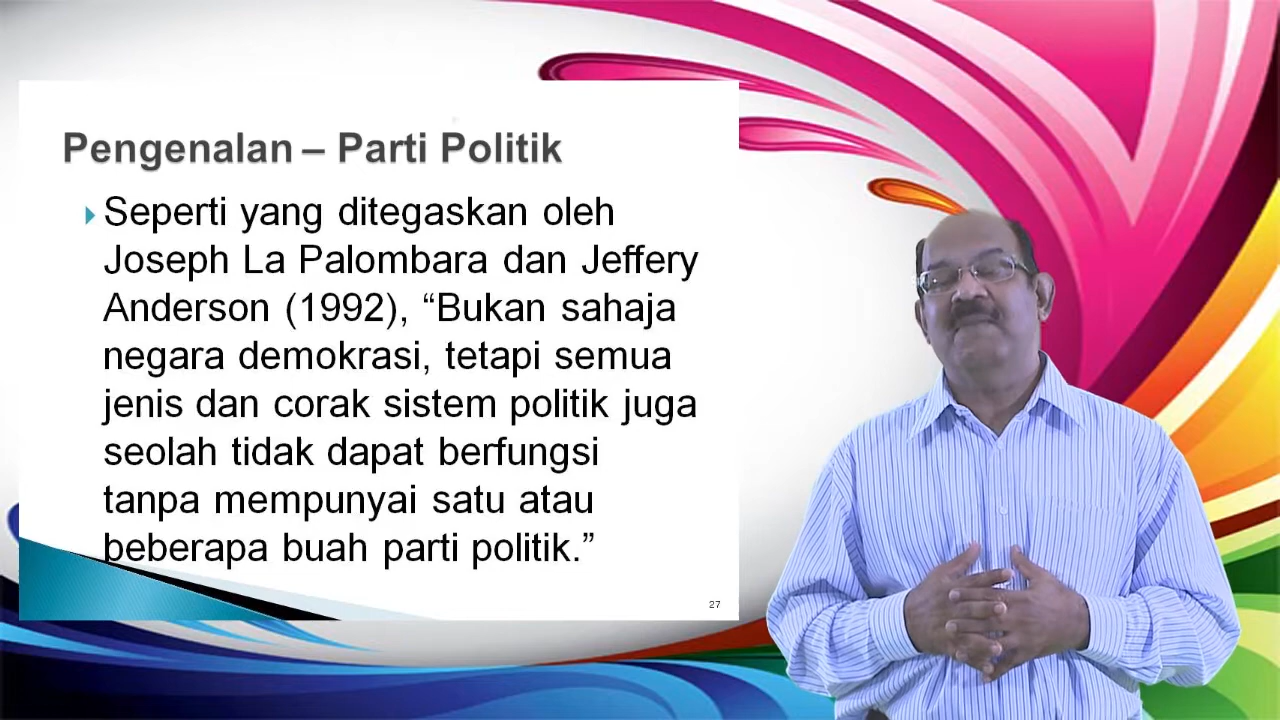 Pengenalan – Parti Politik
Seperti yang ditegaskan oleh
Joseph La Palombara dan Jeffery
Anderson (1992), “Bukan sahaja
negara demokrasi, tetapi semua
jenis dan corak sistem politik juga
seolah tidak dapat berfungsi
tanpa mempunyai satu atau
beberapa buah parti politik.”
27